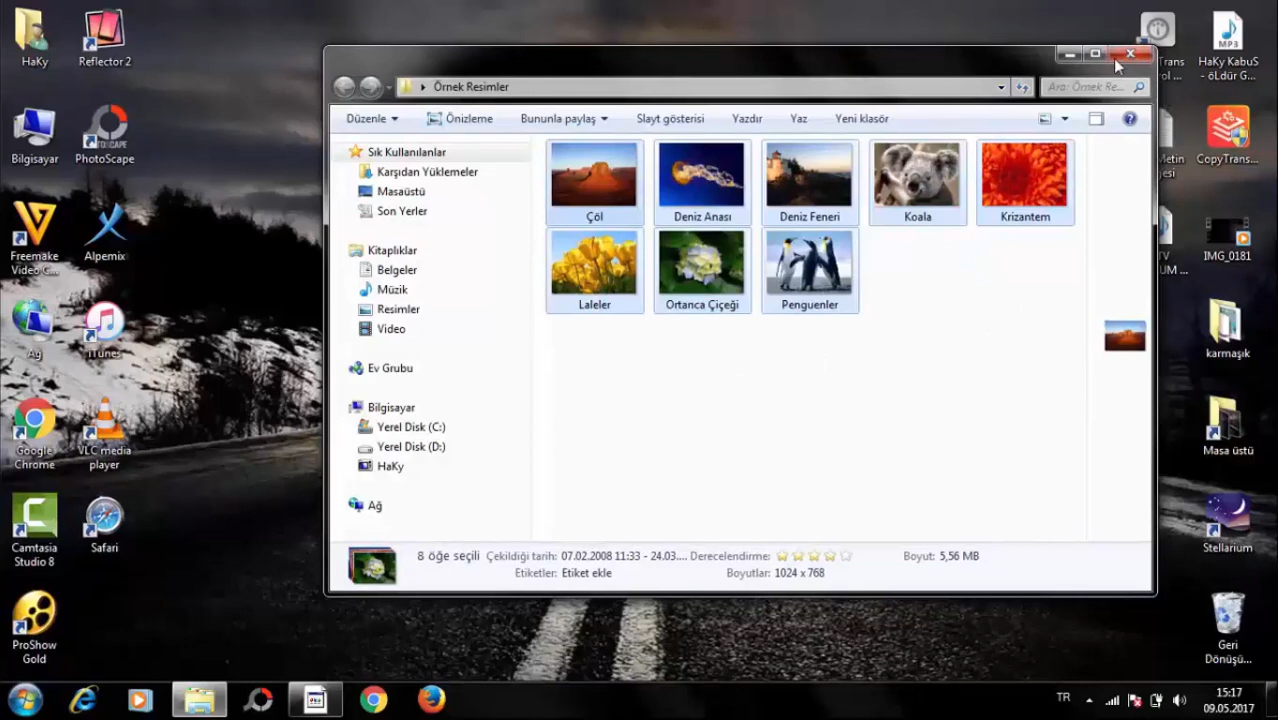 HaKy
Reflector 2
Bilgisayar
PhotoScape
Freemake
Video C...
Alpemix
Ağ
iTunes
Google
Chrome
VLC media
player
Camtasia
Studio 8
Safari
ProShow
Gold
Örnek Resimler
Ara: Örnek Re...
Düzenle
Önizleme
Bununla paylaş
Slayt gösterisi
Yazdır
Yaz
Yeni klasör
Sık Kullanılanlar
Karşıdan Yüklemeler
Masaüstü
Son Yerler
Kitaplıklar
Belgeler
Müzik
Resimler
Video
Ev Grubu
Bilgisayar
Yerel Disk (C:)
Yerel Disk (D:)
HaKy
Ağ
Çöl
Deniz Anası
Deniz Feneri
Koala
Krizantem
Laleler
Ortanca Çiçeği
Penguenler
8 öğe seçili
Çekildiği tarih: 07.02.2008 11:33 - 24.03....
Derecelendirme:
Boyut: 5,56 MB
Etiketler: Etiket ekle
Boyutlar: 1024 x 768
MP3
HaKy KabuS
- öLdür G...
CopyTrans...
IMG_0181
karmaşık
Masa üstü
Stellarium
Geri
Dönüşü...
TR
15:17
09.05.2017